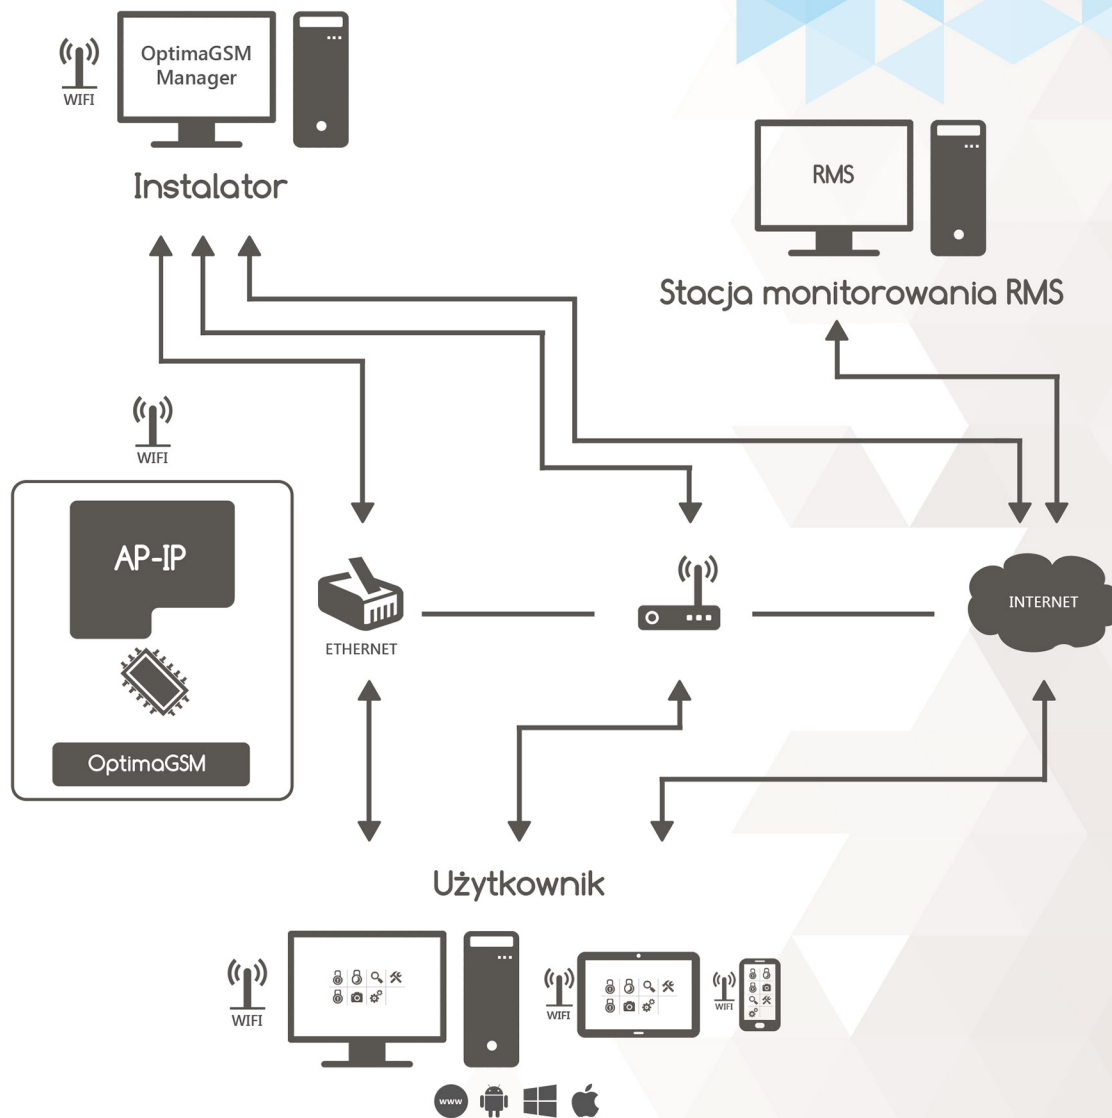 OptimaGSM
Manager
WIFI
Instalator
RMS
Stacja monitorowania RMS
WIFI
AP-IP
OptimaGSM
ETHERNET
INTERNET
Użytkownik
WIFI
WIFI
WIFI
www